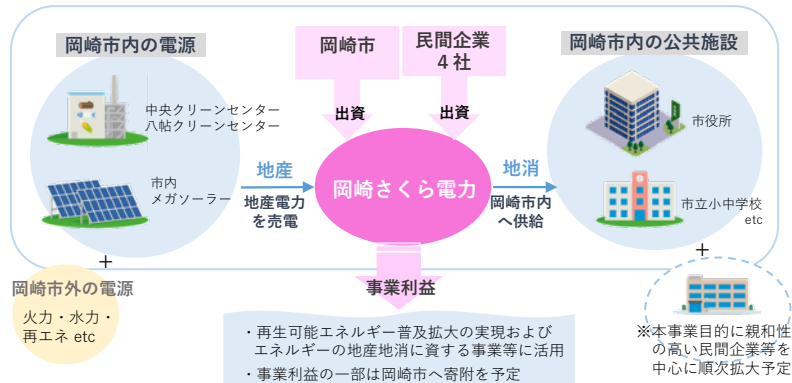 岡崎市内の電源
中央クリーンセンター
八帖クリーンセンター
市内
メガソーラー
+
岡崎市外の電源
火力・水力・
再エネ etc
岡崎市
民間企業
4社
出資
出資
地産
地産電力
を売電
岡崎さくら電力
地消
岡崎市内
へ供給
岡崎市内の公共施設
市役所
市立小中学校
etc
+
※本事業目的に親和性
の高い民間企業等を
中心に順次拡大予定
事業利益
・再生可能エネルギー普及拡大の実現および
エネルギーの地産地消に資する事業等に活用
・事業利益の一部は岡崎市へ寄附を予定